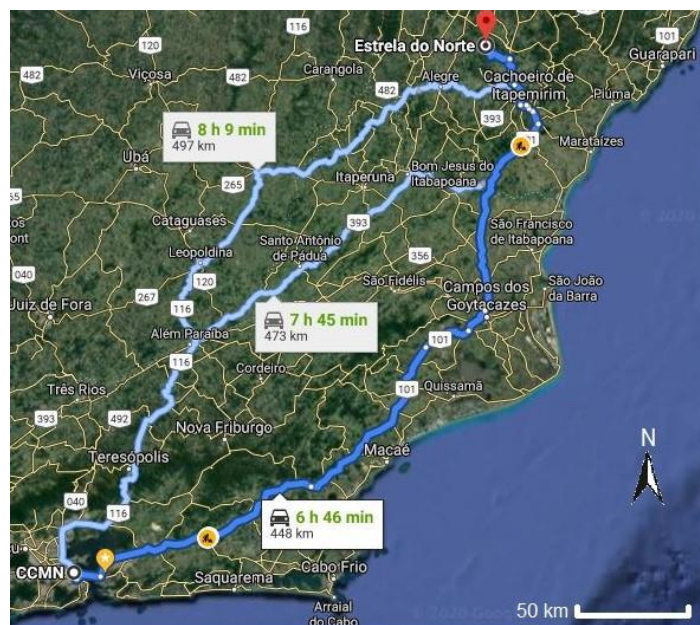 116
101
120
Estrela do Norte
Guarapari
482
Viçosa
482
Carangola
Alegre
Cachoeiro de
Itapemirim
482
Piúma
8 h 9 min
497 km
393
Marataízes
Ubá
265
Itaperuna
Bom Jesus do
Itabapoana
Cataguases
393
São Francisco
de Itabapoana
Santo Antônio
de Pádua
Leopoldina
356
040
120
São Fidélis
Campos dos
Goytacazes
São João
da Barra
267
116
Juiz de Fora
7 h 45 min
473 km
Além Paraíba
101
116
Cordeiro
Três Rios
101
Quissamã
393
492
Nova Friburgo
Macaé
N
Teresópolis
040
116
6 h 46 min
448 km
CCMN
Saquarema
Cabo Frio
Arraial
do Cabo
50 km